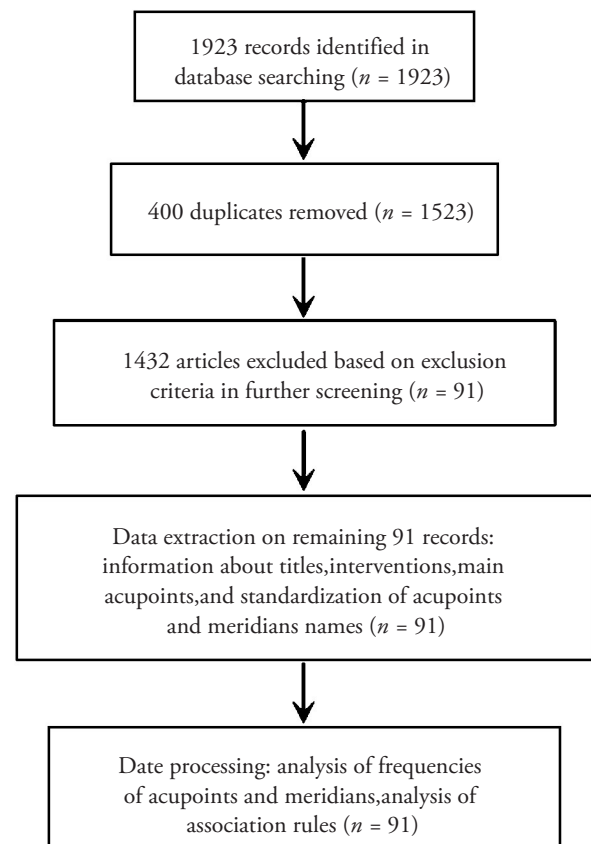 1923 records identified in
database searching (n = 1923)
400 duplicates removed (n = 1523)
1432 articles excluded based on exclusion
criteria in further screening (n = 91)
Data extraction on remaining 91 records:
information about titles,interventions,main
acupoints,and standardization of acupoints
and meridians names (n = 91)
Date processing: analysis of frequencies
of acupoints and meridians,analysis of
association rules (n = 91)